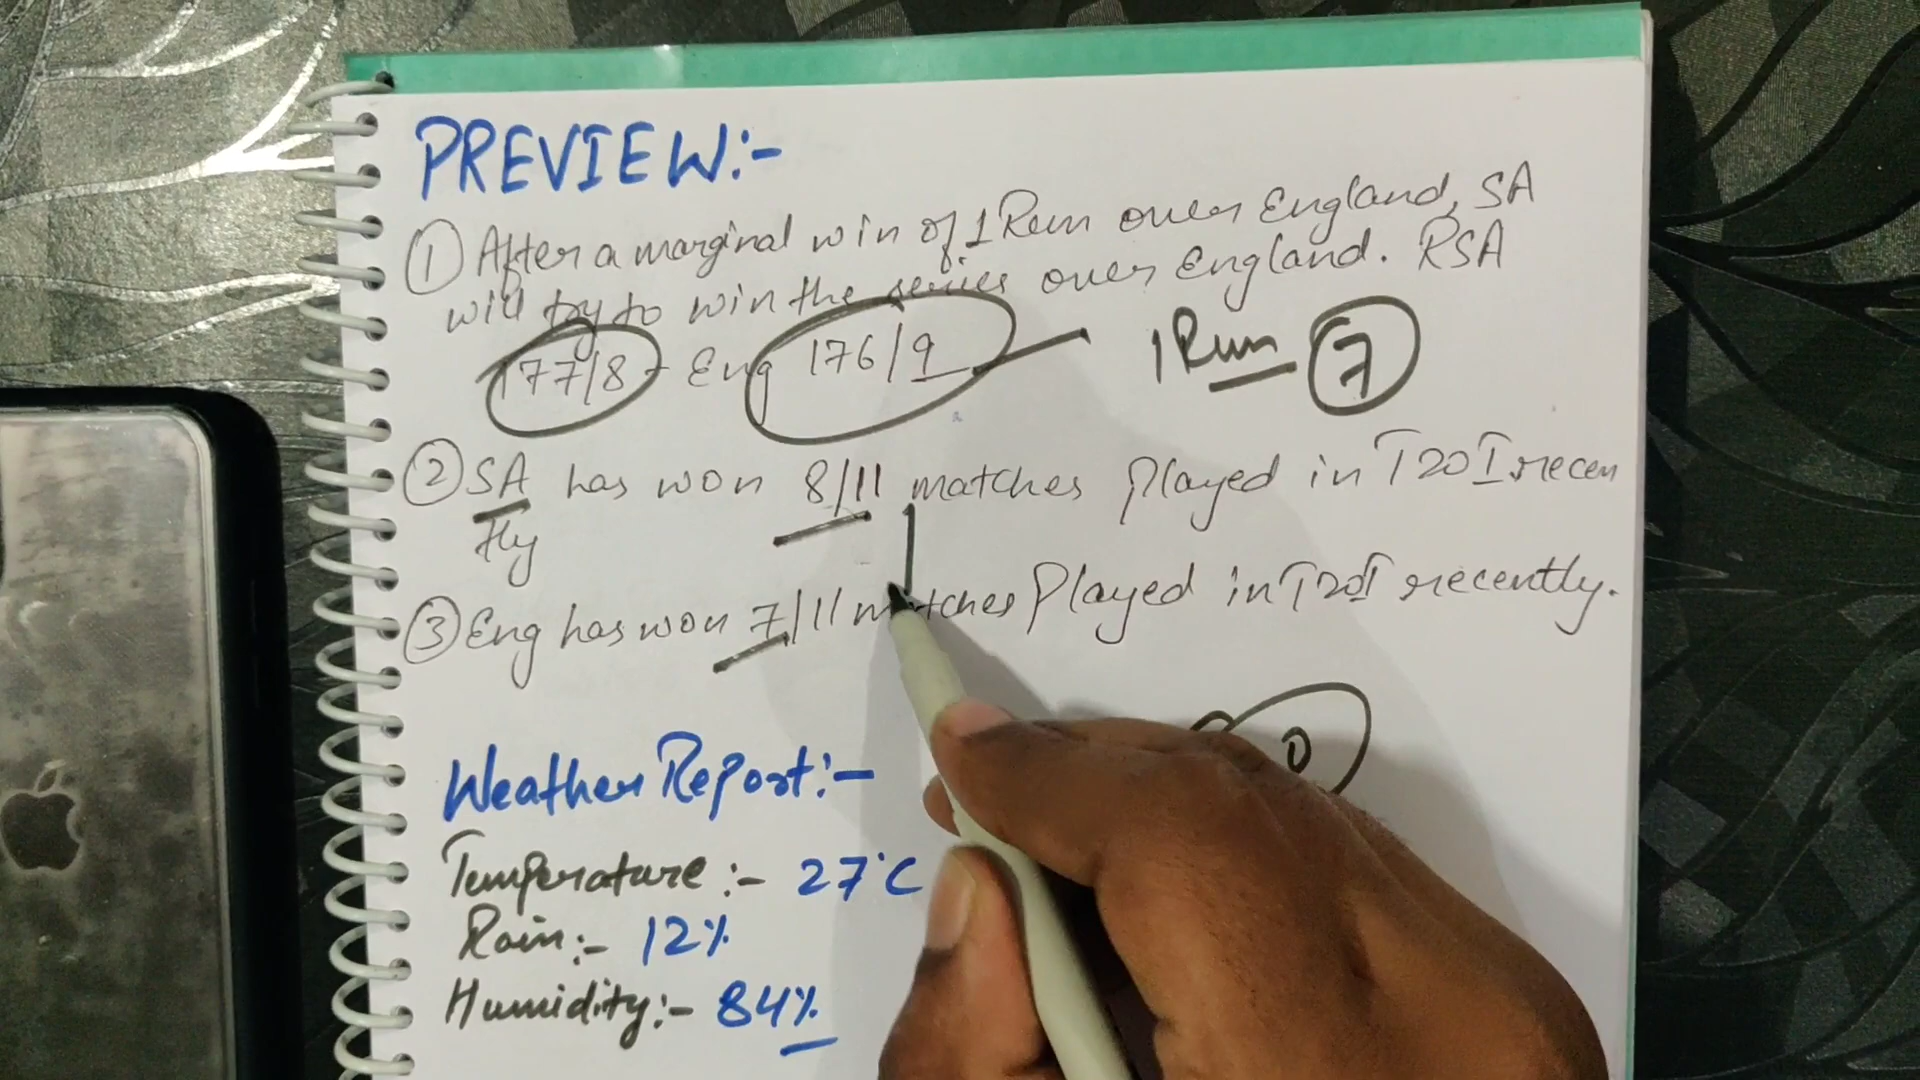 PREVIEW:-
① After a marginal win of 1 Run over England, SA
will try to win the series over England. RSA
177/8 - Eng 176/9 1 Run 7
② SA has won 8/11 matches Played in T20I recen
tly
③ Eng has won 7/11 matches Played in T20I recently.
0
Weather Report:-
Temperature:- 27°C
Rain:- 12%
Humidity:- 84%